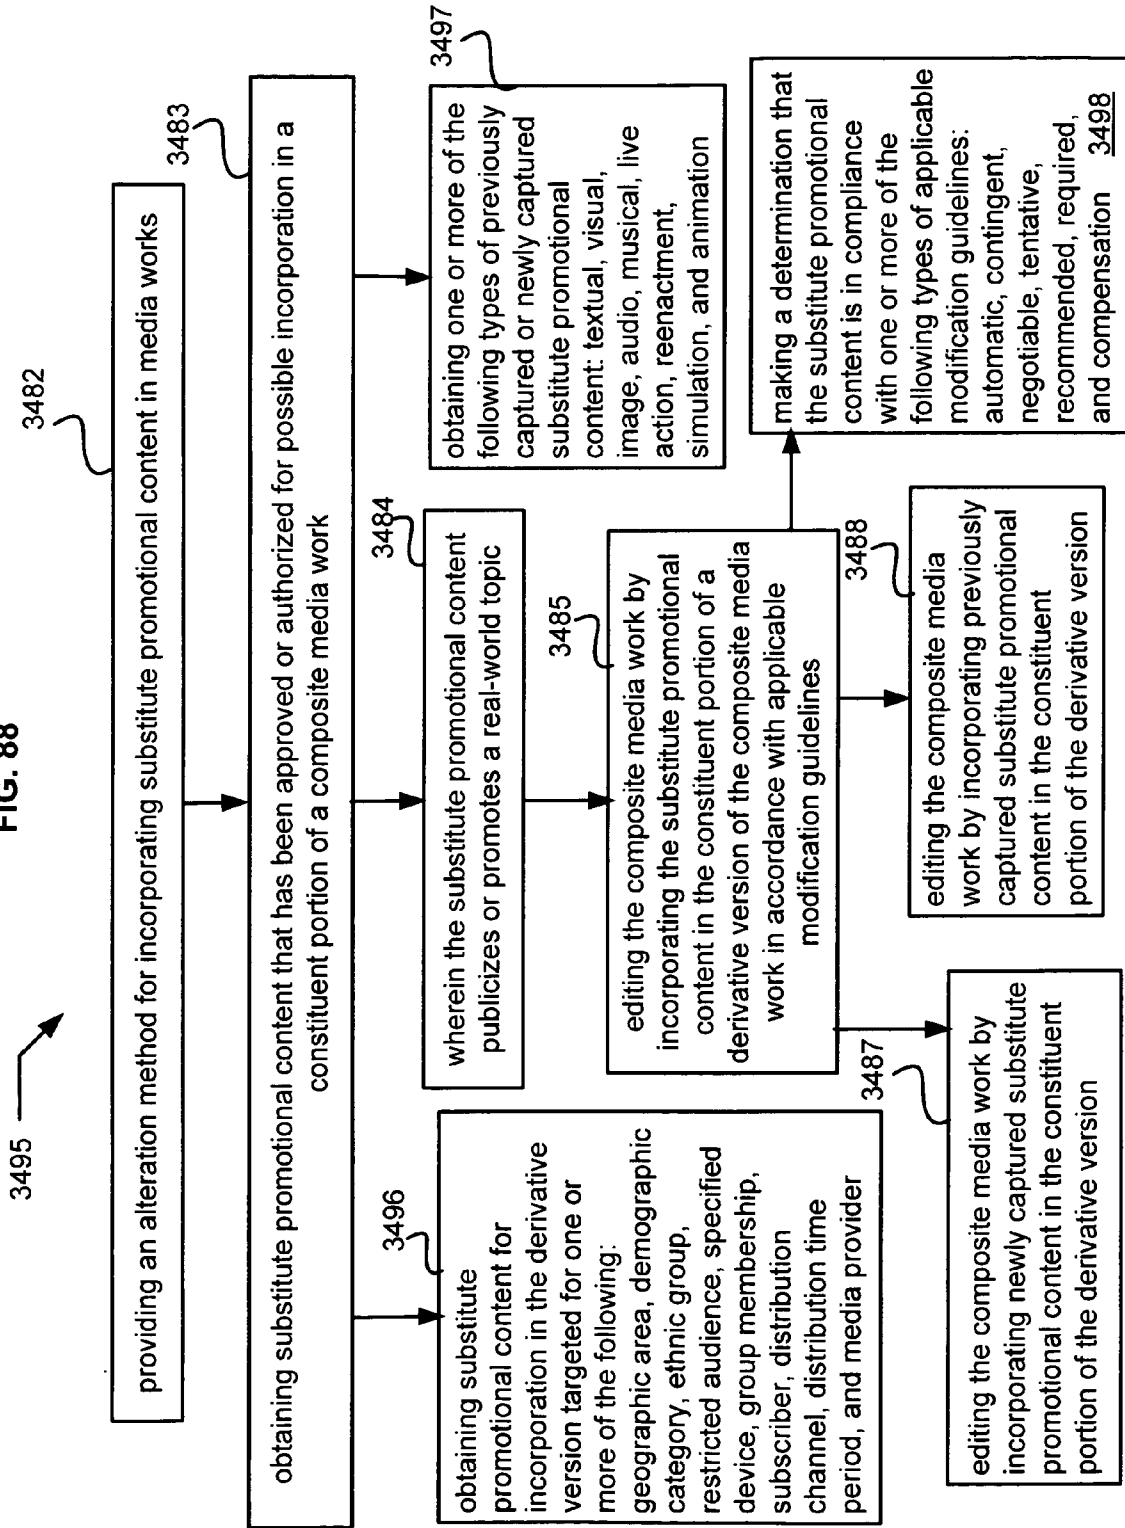 FIG. 88
3495
3482
providing an alteration method for incorporating substitute promotional content in media works
3483
obtaining substitute promotional content that has been approved or authorized for possible incorporation in a
constituent portion of a composite media work
3496
obtaining substitute
promotional content for
incorporation in the derivative
version targeted for one or
more of the following:
geographic area, demographic
category, ethnic group,
restricted audience, specified
device, group membership,
subscriber, distribution
channel, distribution time
period, and media provider
3484
wherein the substitute promotional content
publicizes or promotes a real-world topic
3497
obtaining one or more of the
following types of previously
captured or newly captured
substitute promotional
content: textual, visual,
image, audio, musical, live
action, reenactment,
simulation, and animation
3485
editing the composite media work by
incorporating the substitute promotional
content in the constituent portion of a
derivative version of the composite media
work in accordance with applicable
modification guidelines
making a determination that
the substitute promotional
content is in compliance
with one or more of the
following types of applicable
modification guidelines:
automatic, contingent,
negotiable, tentative,
recommended, required,
and compensation 3498
3487
editing the composite media work by
incorporating newly captured substitute
promotional content in the constituent
portion of the derivative version
3488
editing the composite media
work by incorporating previously
captured substitute promotional
content in the constituent
portion of the derivative version